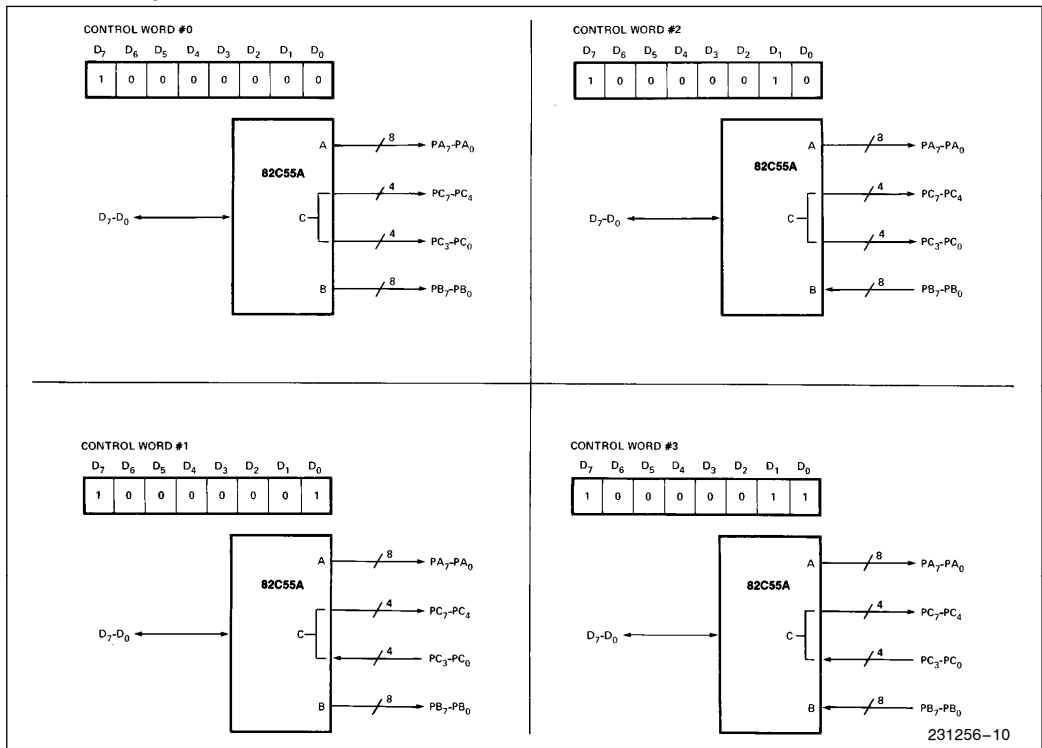 CONTROL WORD #0
D7 D6 D5 D4 D3 D2 D1 D0
1 0 0 0 0 0 0 0
A 8 PA7-PA0
82C55A
4 PC7-PC4
D7-D0 C
4 PC3-PC0
B 8 PB7-PB0
CONTROL WORD #2
D7 D6 D5 D4 D3 D2 D1 D0
1 0 0 0 0 0 1 0
A 8 PA7-PA0
82C55A
4 PC7-PC4
D7-D0 C
4 PC3-PC0
B 8 PB7-PB0
CONTROL WORD #1
D7 D6 D5 D4 D3 D2 D1 D0
1 0 0 0 0 0 0 1
A 8 PA7-PA0
82C55A
4 PC7-PC4
D7-D0 C
4 PC3-PC0
B 8 PB7-PB0
CONTROL WORD #3
D7 D6 D5 D4 D3 D2 D1 D0
1 0 0 0 0 0 1 1
A 8 PA7-PA0
82C55A
4 PC7-PC4
D7-D0 C
4 PC3-PC0
B 8 PB7-PB0
231256–10